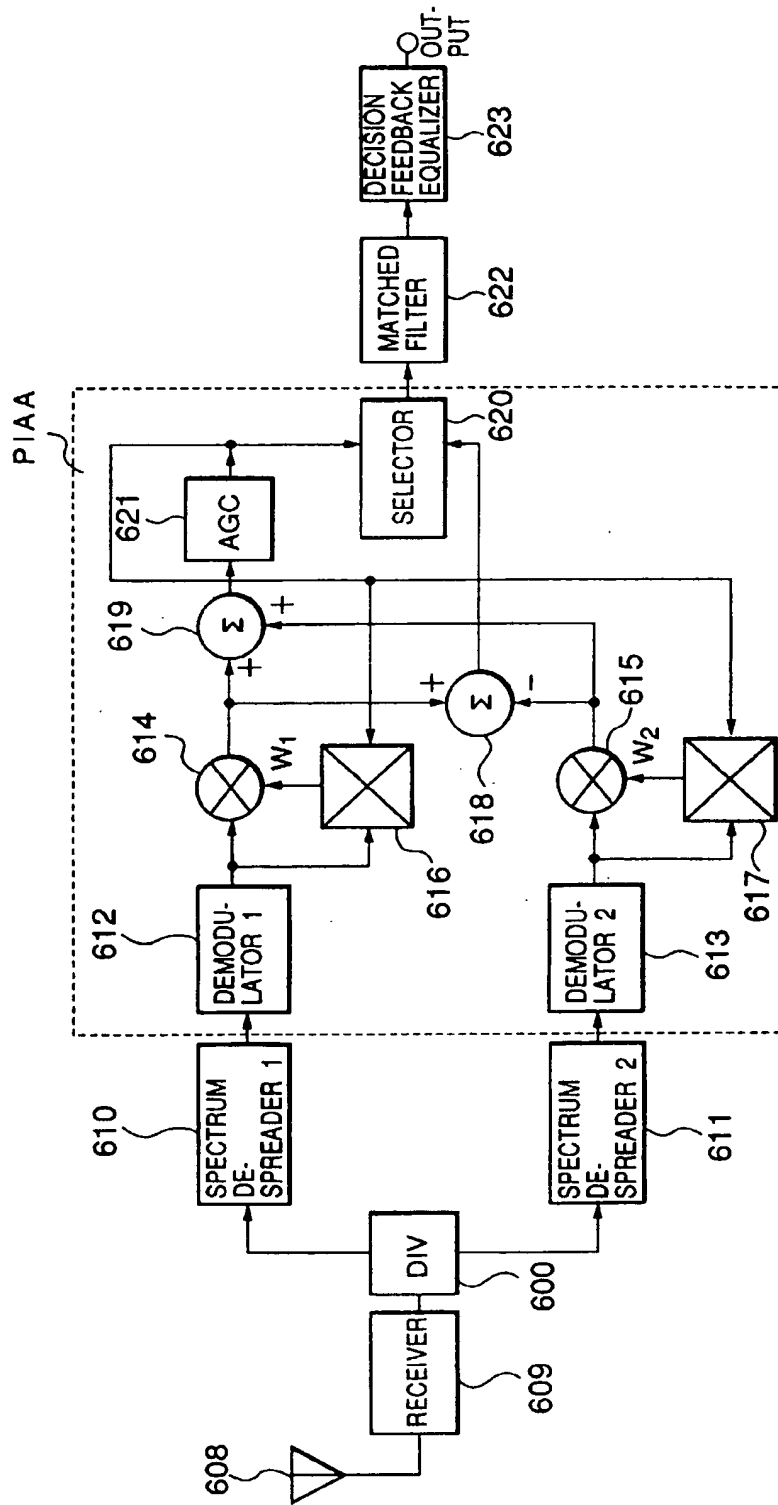 608
RECEIVER
609
DIV
600
610
SPECTRUM
DE-
SPREADER 1
SPECTRUM
DE-
SPREADER 2
611
PIAA
612
DEMODU-
LATOR 1
DEMODU-
LATOR 2
613
614
W1
616
615
W2
617
619
+
+
Σ
618
+
-
Σ
621
AGC
SELECTOR
620
MATCHED
FILTER
622
DECISION
FEEDBACK
EQUALIZER
623
OUT-
PUT